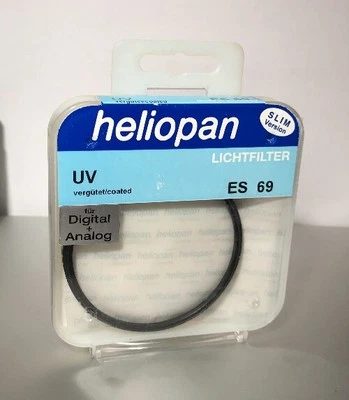 heliopan
SLIM
Version
LICHTFILTER
UV
vergütet/coated
ES 69
für
Digital
+
Analog